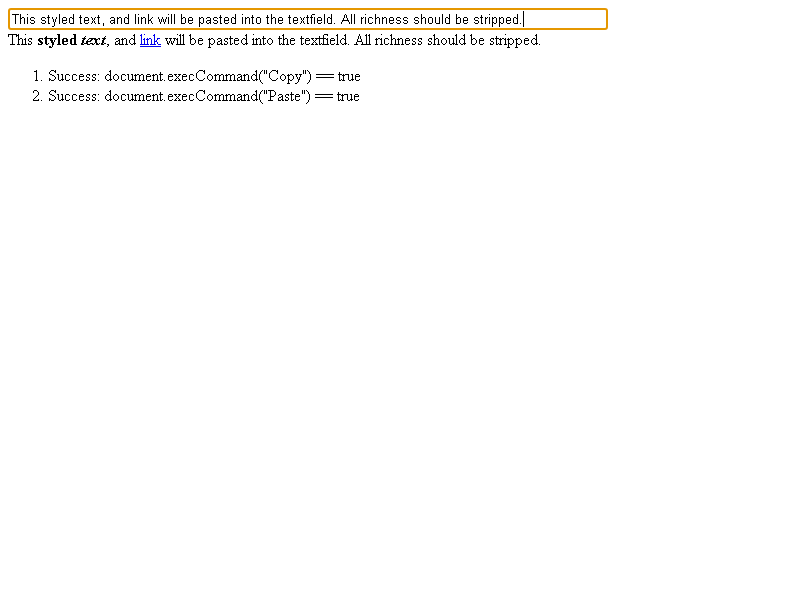 This styled text, and link will be pasted into the textfield. All richness should be stripped.
This styled text, and link will be pasted into the textfield. All richness should be stripped.
1. Success: document.execCommand("Copy") == true
2. Success: document.execCommand("Paste") == true